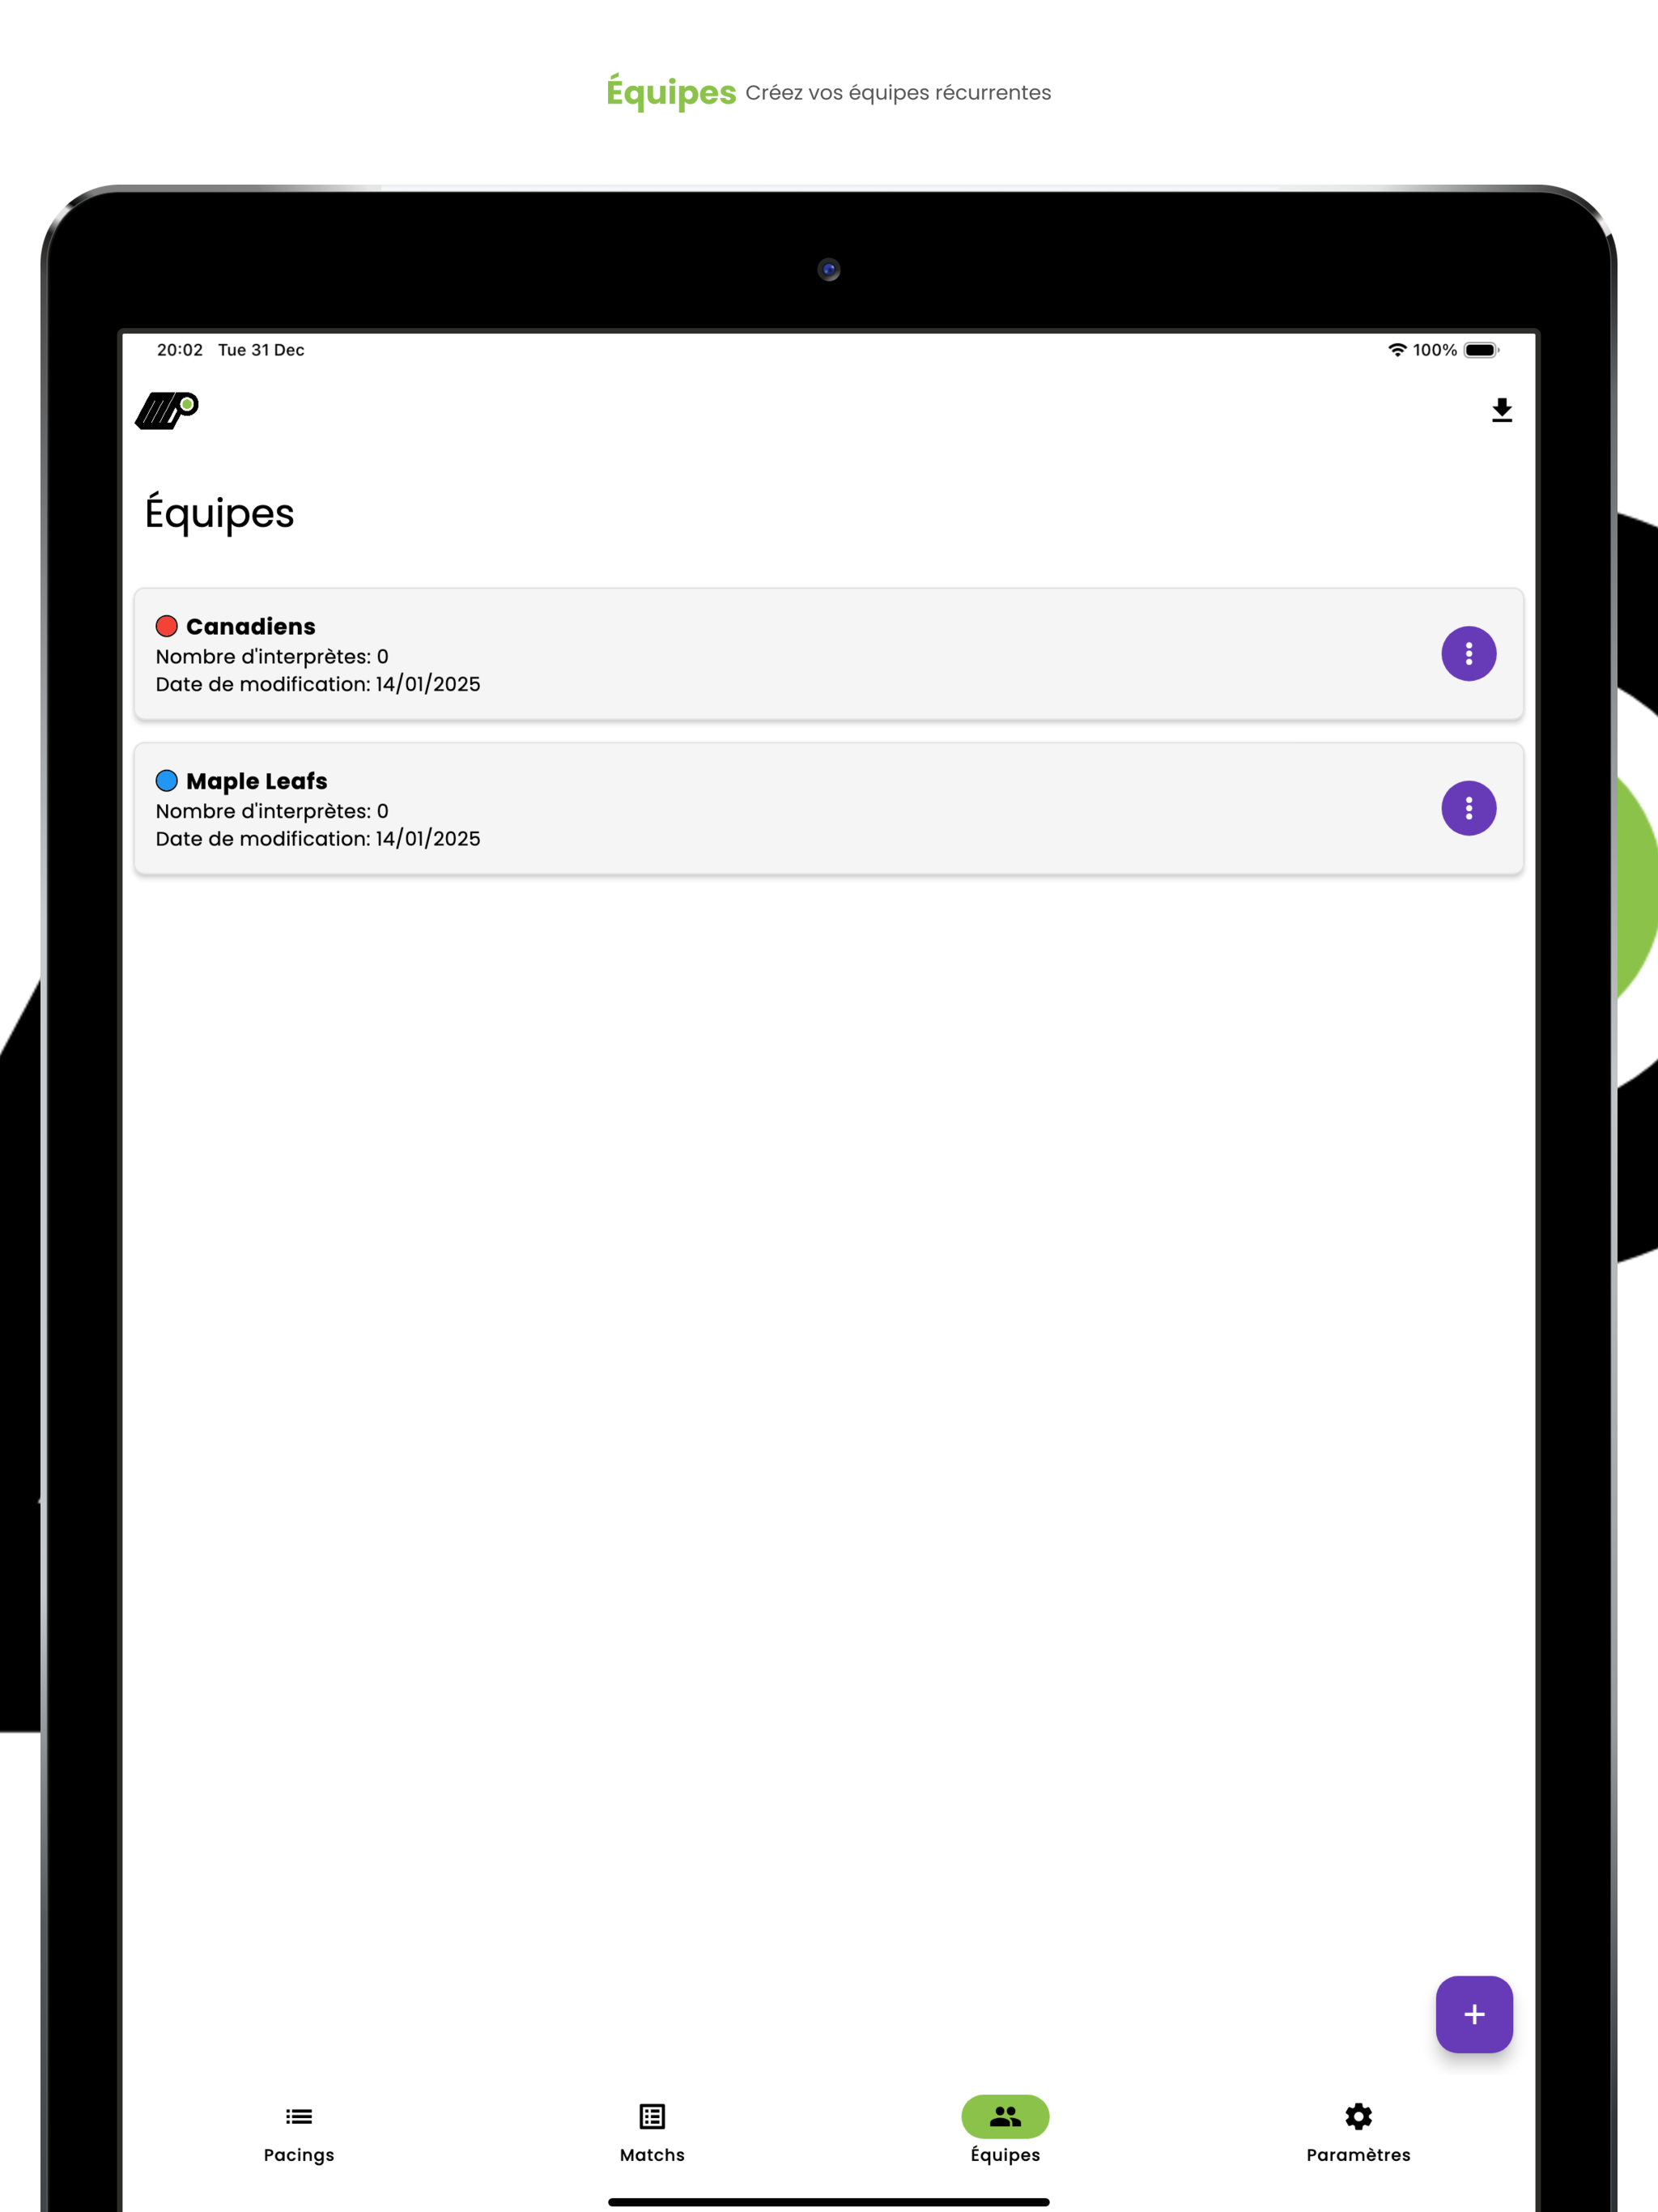 Équipes Créez vos équipes récurrentes
20:02 Tue 31 Dec 100%
Équipes
Canadiens
Nombre d'interprètes: 0
Date de modification: 14/01/2025
Maple Leafs
Nombre d'interprètes: 0
Date de modification: 14/01/2025
+
Pacings Matchs Équipes Paramètres